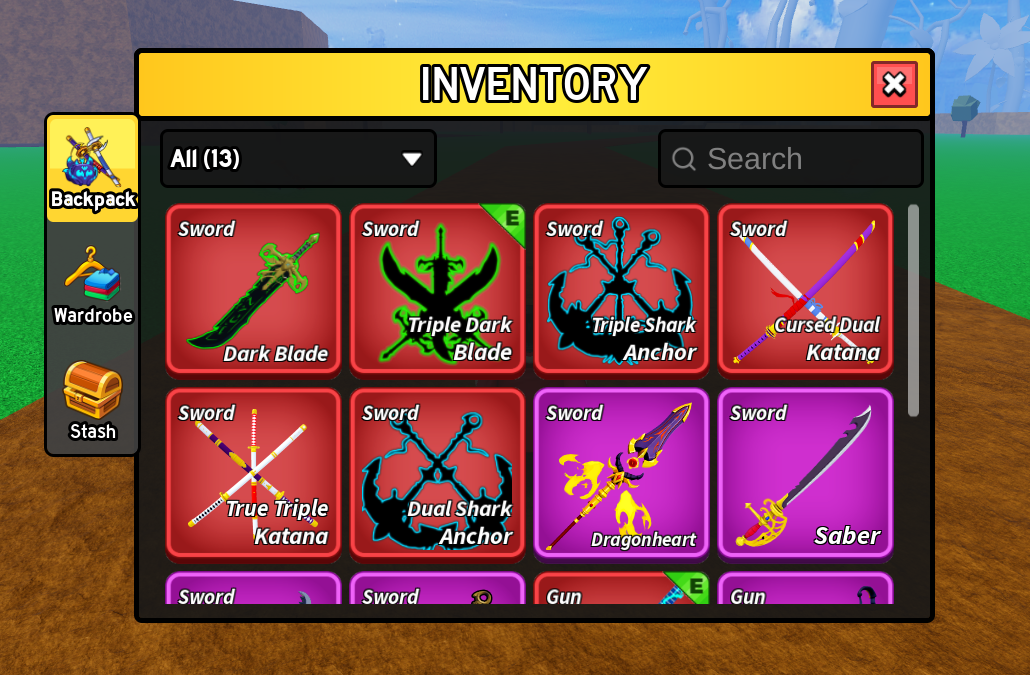 INVENTORY
All (13)
Search
Backpack
Wardrobe
Stash
Sword
Dark Blade
Sword
E
Triple Dark
Blade
Sword
Triple Shark
Anchor
Sword
Cursed Dual
Katana
Sword
True Triple
Katana
Sword
Dual Shark
Anchor
Sword
Dragonheart
Sword
Saber
Sword
Sword
Gun
E
Gun